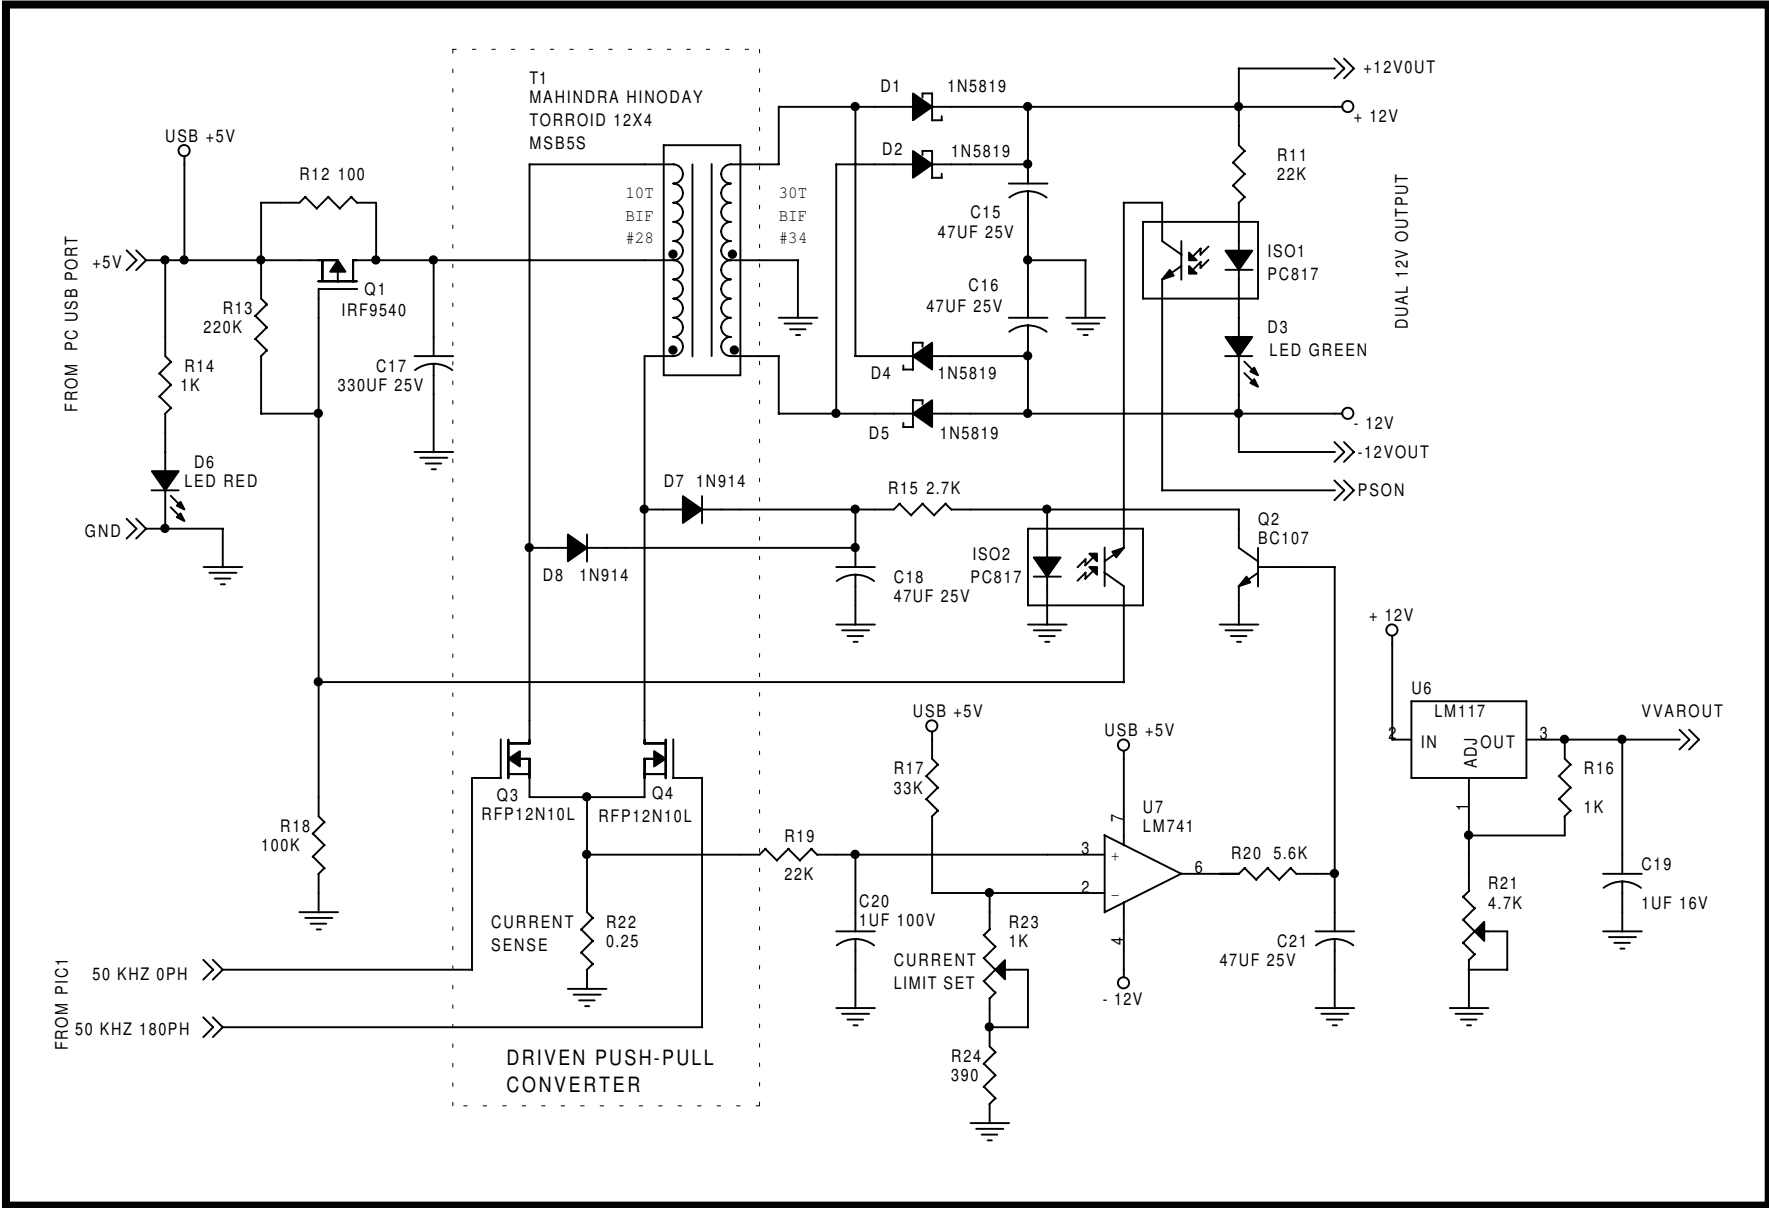 T1
MAHINDRA HINODAY
TORROID 12X4
MSB5S
USB +5V
R12 100
10T
BIF
#28
30T
BIF
#34
D1 1N5819
D2 1N5819
+12V0UT
+ 12V
R11
22K
C15
47UF 25V
C16
47UF 25V
ISO1
PC817
DUAL 12V OUTPUT
D3
LED GREEN
FROM PC USB PORT
+5V
Q1
IRF9540
R13
220K
R14
1K
C17
330UF 25V
D4 1N5819
D5 1N5819
- 12V
-12VOUT
PSON
D6
LED RED
GND
D7 1N914
D8 1N914
R15 2.7K
C18
47UF 25V
ISO2
PC817
Q2
BC107
+ 12V
U6
LM117
2
IN
ADJ
OUT
3
1
VVAROUT
R16
1K
C19
1UF 16V
R21
4.7K
USB +5V
R17
33K
USB +5V
U7
LM741
7
3
+
2
−
6
4
- 12V
R20 5.6K
C21
47UF 25V
Q3
RFP12N10L
Q4
RFP12N10L
R18
100K
R19
22K
C20
1UF 100V
R22
0.25
CURRENT
SENSE
R23
1K
CURRENT
LIMIT SET
R24
390
FROM PIC1
50 KHZ 0PH
50 KHZ 180PH
DRIVEN PUSH-PULL
CONVERTER